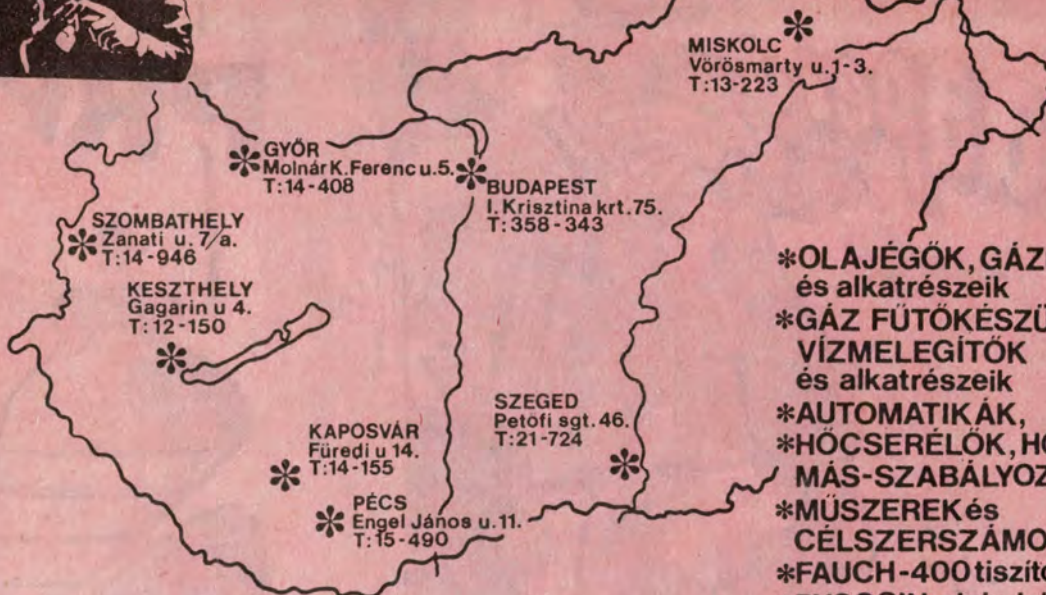 MISKOLC
Vörösmarty u.1-3.
T:13-223
GYŐR
Molnár K. Ferenc u.5.
T:14-408
BUDAPEST
I. Krisztina krt.75.
T:358-343
SZOMBATHELY
Zanati u. 7/a.
T:14-946
KESZTHELY
Gagarin u 4.
T:12-150
KAPOSVÁR
Füredi u 14.
T:14-155
PÉCS
Engel János u.11.
T:15-490
SZEGED
Petőfi sgt.46.
T:21-724
*OLAJÉGŐK, GÁZ
és alkatrészeik
*GÁZ FŰTŐKÉSZÜ
VÍZMELEGÍTŐK
és alkatrészeik
*AUTOMATIKÁK,
*HŐCSERÉLŐK, HŐ
MÁS-SZABÁLYOZ
*MŰSZEREK és
CÉLSZERSZÁMO
*FAUCH-400 tiszító